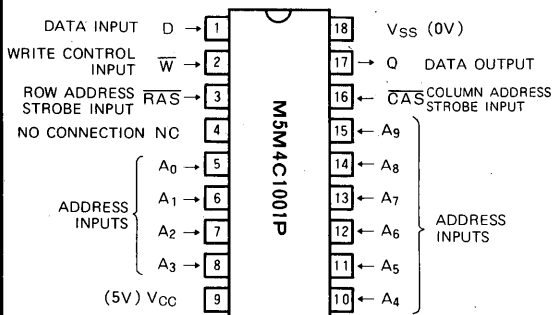 DATA INPUT D → 1
WRITE CONTROL
INPUT W̅ → 2
ROW ADDRESS
STROBE INPUT R̅A̅S̅ → 3
NO CONNECTION NC 4
A0 → 5
A1 → 6
ADDRESS
INPUTS
A2 → 7
A3 → 8
(5V) VCC 9
M5M4C1001P
18 VSS (0V)
17 → Q DATA OUTPUT
16 ← C̅A̅S̅ COLUMN ADDRESS
STROBE INPUT
15 ← A9
14 ← A8
13 ← A7
12 ← A6
ADDRESS
INPUTS
11 ← A5
10 ← A4